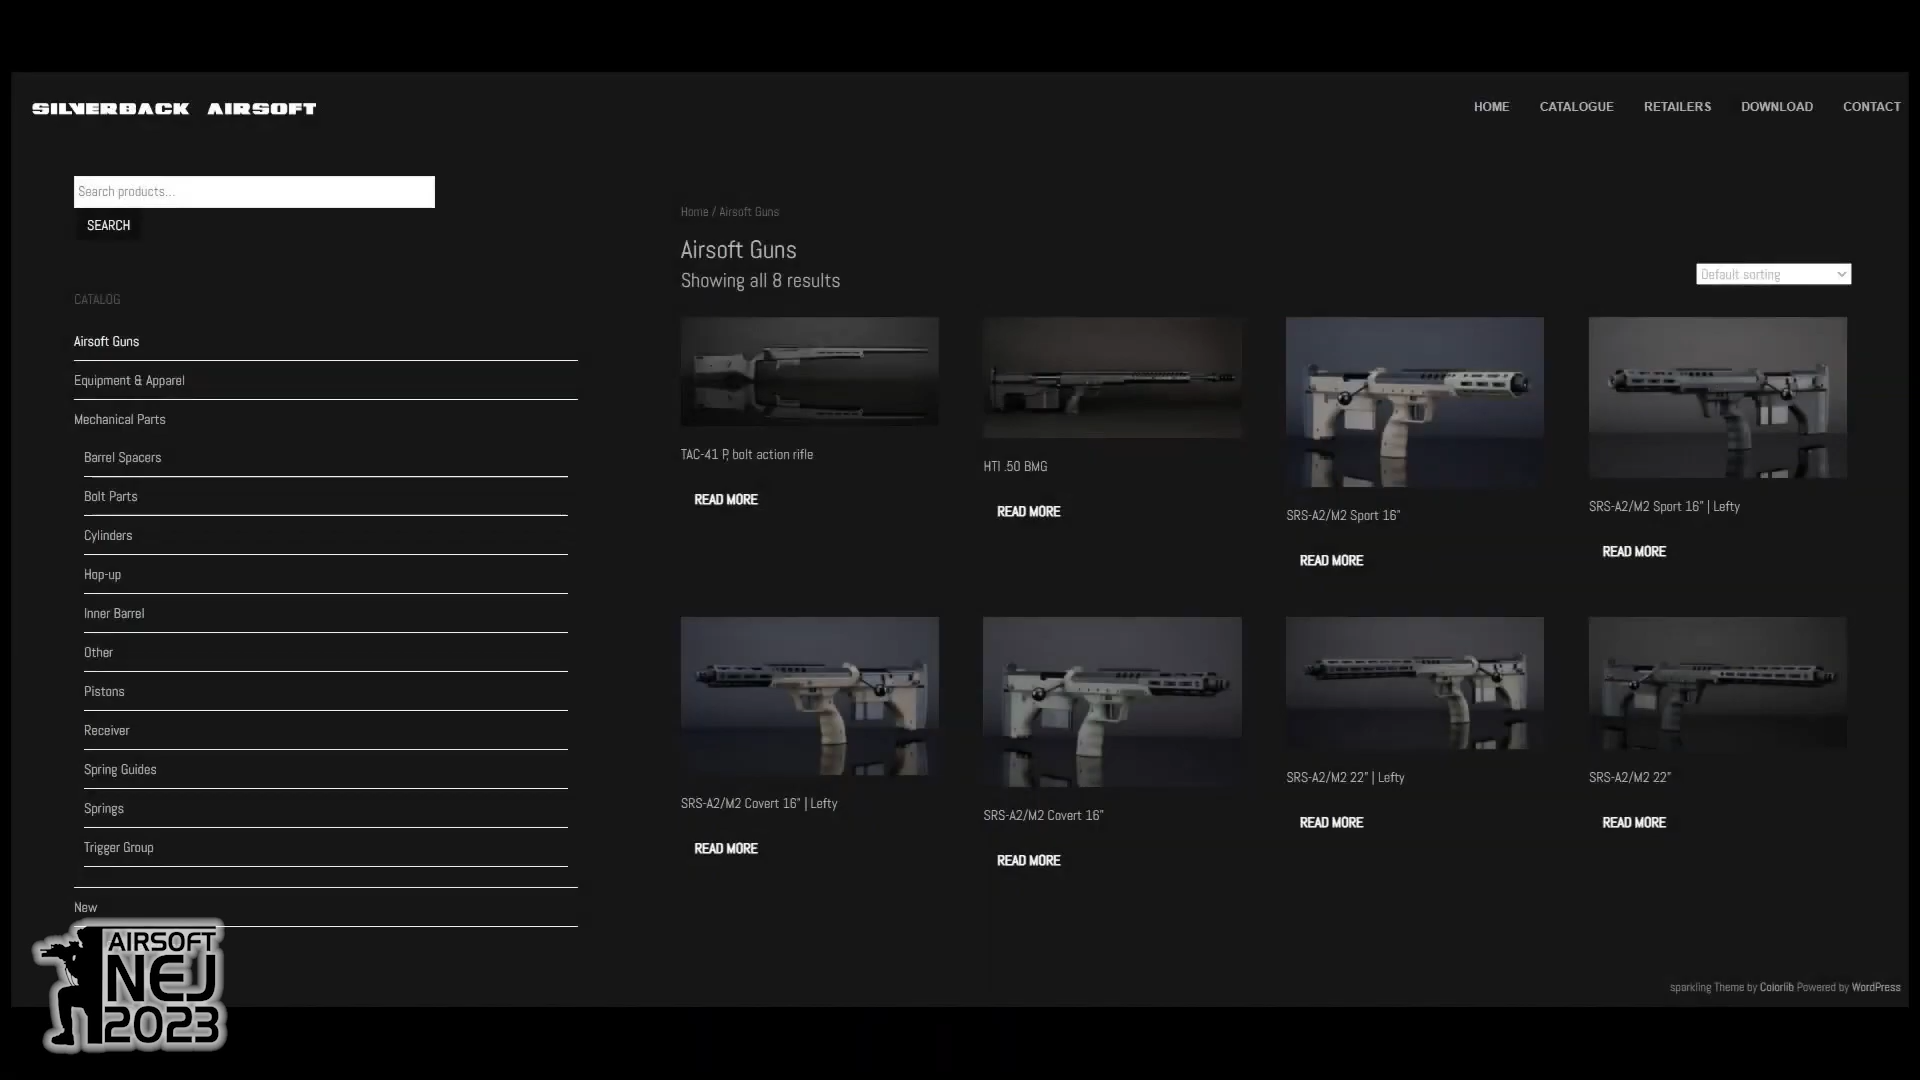 SILVERBACK AIRSOFT
HOME
CATALOGUE
RETAILERS
DOWNLOAD
CONTACT
Search products...
SEARCH
CATALOG
Airsoft Guns
Equipment & Apparel
Mechanical Parts
Barrel Spacers
Bolt Parts
Cylinders
Hop-up
Inner Barrel
Other
Pistons
Receiver
Spring Guides
Springs
Trigger Group
New
Home / Airsoft Guns
Airsoft Guns
Showing all 8 results
Default sorting
TAC-41 P, bolt action rifle
READ MORE
HTI .50 BMG
READ MORE
SRS-A2/M2 Sport 16"
READ MORE
SRS-A2/M2 Sport 16" | Lefty
READ MORE
SRS-A2/M2 Covert 16" | Lefty
READ MORE
SRS-A2/M2 Covert 16"
READ MORE
SRS-A2/M2 22" | Lefty
READ MORE
SRS-A2/M2 22"
READ MORE
sparkling Theme by Colorlib Powered by WordPress
AIRSOFT
NEJ
2023